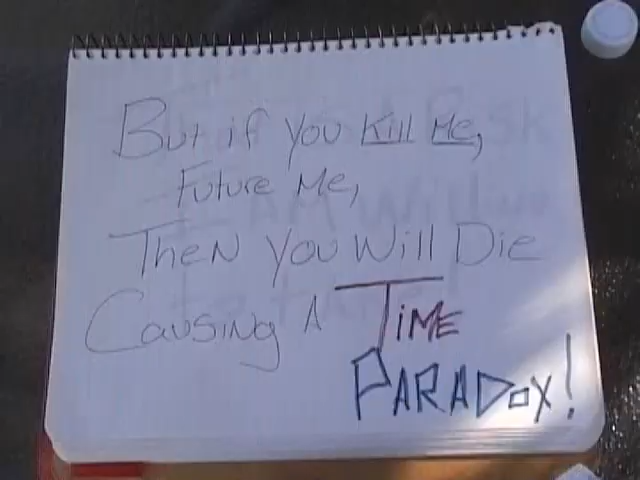 But if you Kill Me,
Future Me,
Then You Will Die
Causing A Time
Paradox!